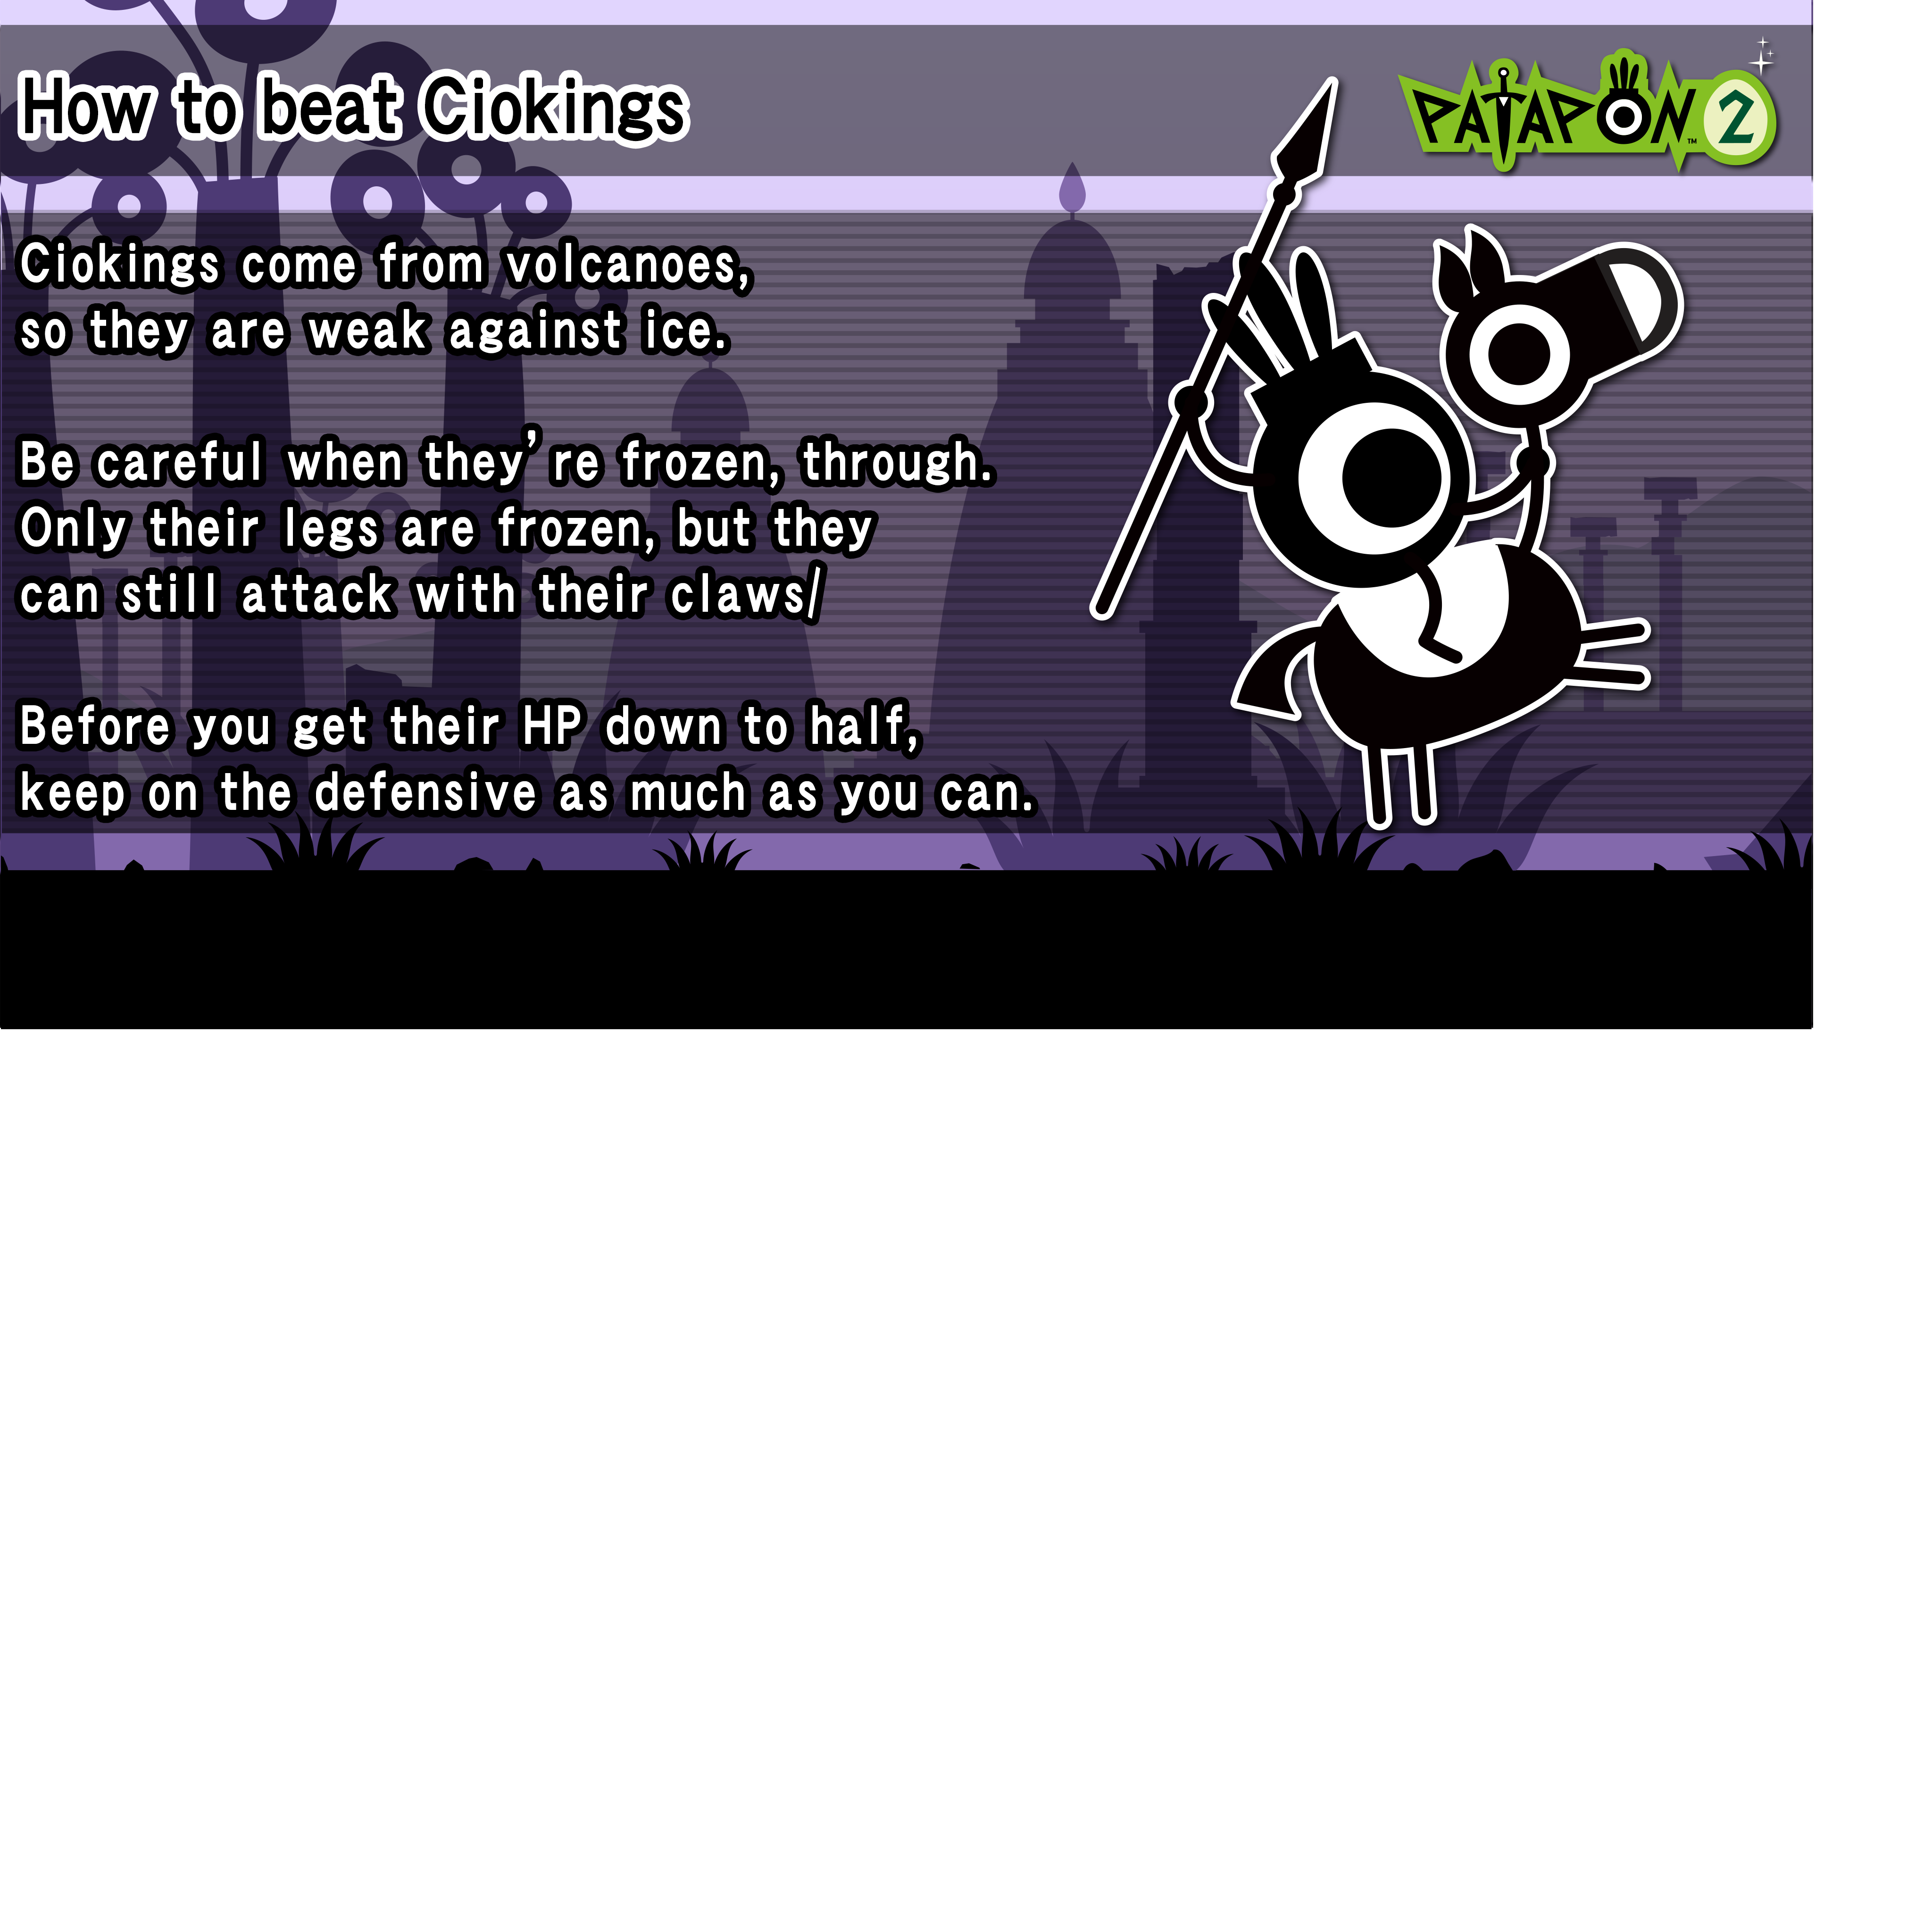 How to beat Ciokings
PATAPON™ 2
Ciokings come from volcanoes,
so they are weak against ice.
Be careful when they're frozen, through.
Only their legs are frozen, but they
can still attack with their claws/
Before you get their HP down to half,
keep on the defensive as much as you can.